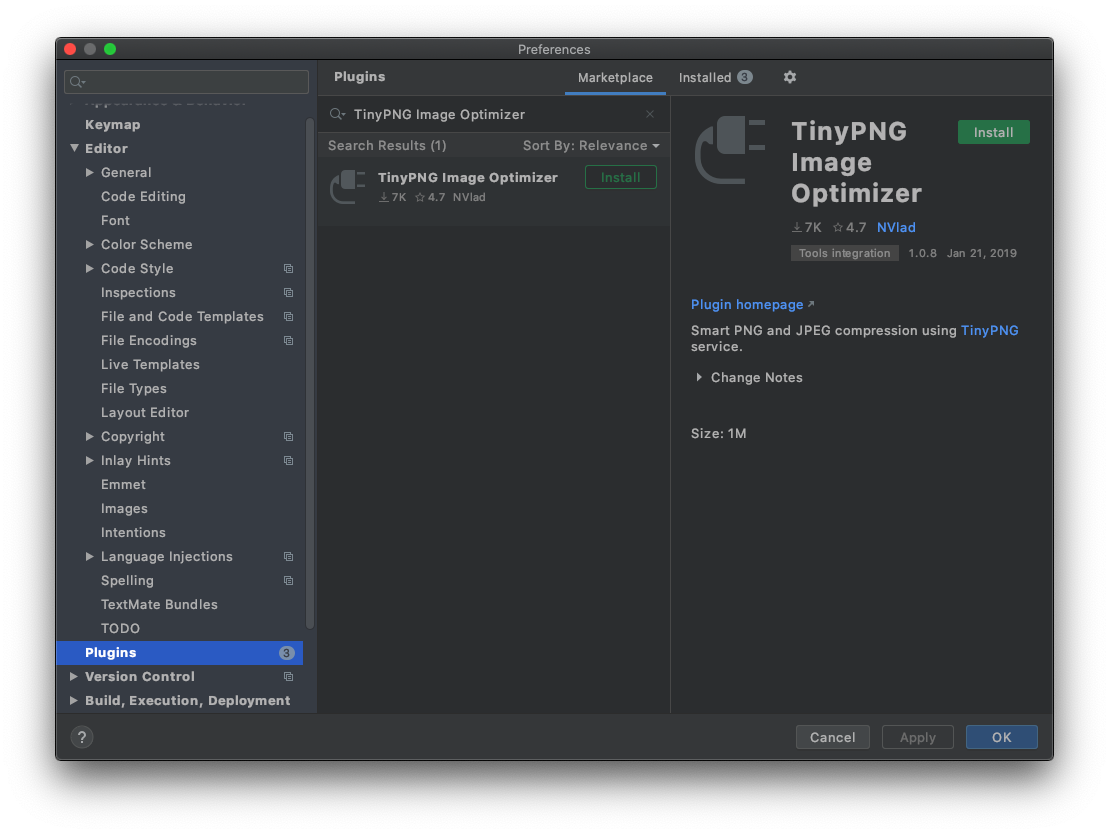 Preferences
Appearance & Behavior
Keymap
Editor
General
Code Editing
Font
Color Scheme
Code Style
Inspections
File and Code Templates
File Encodings
Live Templates
File Types
Layout Editor
Copyright
Inlay Hints
Emmet
Images
Intentions
Language Injections
Spelling
TextMate Bundles
TODO
Plugins 3
Version Control
Build, Execution, Deployment
Plugins
Marketplace
Installed 3
TinyPNG Image Optimizer
Search Results (1)
Sort By: Relevance
TinyPNG Image Optimizer
Install
7K 4.7 NVlad
TinyPNG
Image
Optimizer
Install
7K 4.7 NVlad
Tools integration 1.0.8 Jan 21, 2019
Plugin homepage
Smart PNG and JPEG compression using TinyPNG
service.
Change Notes
Size: 1M
?
Cancel
Apply
OK